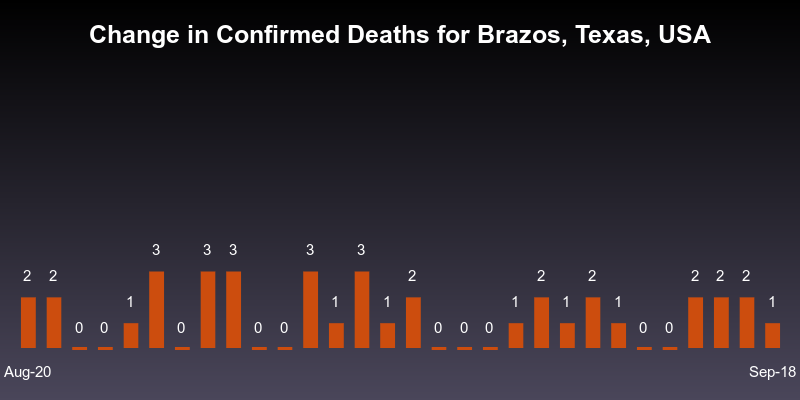 Change in Confirmed Deaths for Brazos, Texas, USA
2 2 0 0 1 3 0 3 3 0 0 3 1 3 1 2 0 0 0 1 2 1 2 1 0 0 2 2 2 1
Aug-20 Sep-18